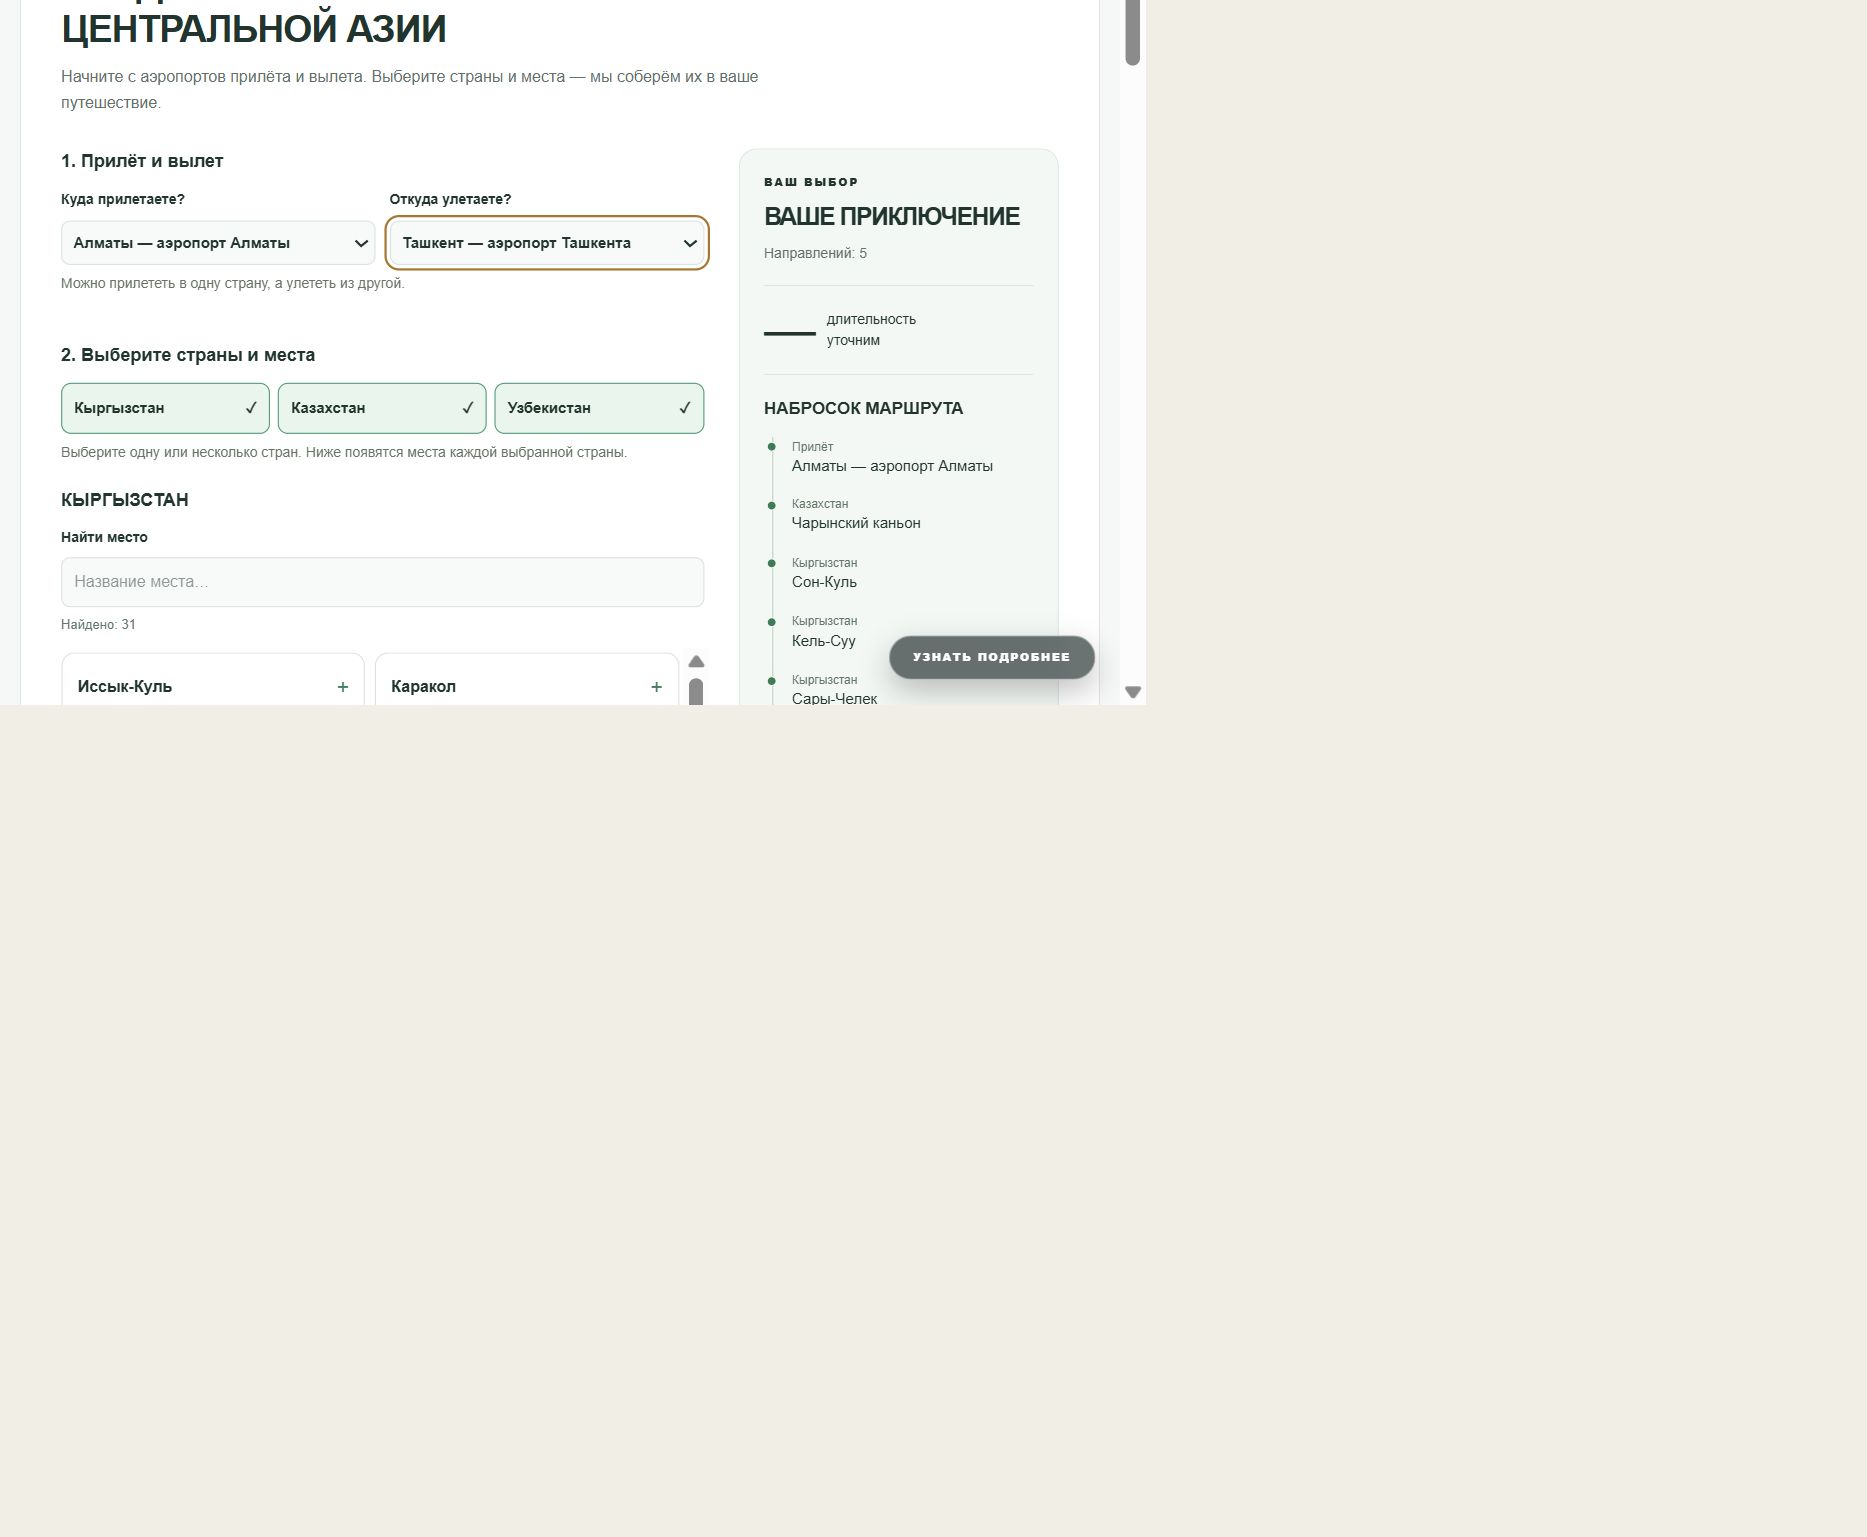 ЦЕНТРАЛЬНОЙ АЗИИ
Начните с аэропортов прилёта и вылета. Выберите страны и места — мы соберём их в ваше
путешествие.
1. Прилёт и вылет
Куда прилетаете?
Откуда улетаете?
Алматы — аэропорт Алматы
Ташкент — аэропорт Ташкента
Можно прилететь в одну страну, а улететь из другой.
2. Выберите страны и места
Кыргызстан ✓
Казахстан ✓
Узбекистан ✓
Выберите одну или несколько стран. Ниже появятся места каждой выбранной страны.
КЫРГЫЗСТАН
Найти место
Название места...
Найдено: 31
Иссык-Куль +
Каракол +
ВАШ ВЫБОР
ВАШЕ ПРИКЛЮЧЕНИЕ
Направлений: 5
— длительность
уточним
НАБРОСОК МАРШРУТА
Прилёт
Алматы — аэропорт Алматы
Казахстан
Чарынский каньон
Кыргызстан
Сон-Куль
Кыргызстан
Кель-Суу
Кыргызстан
Сары-Челек
УЗНАТЬ ПОДРОБНЕЕ